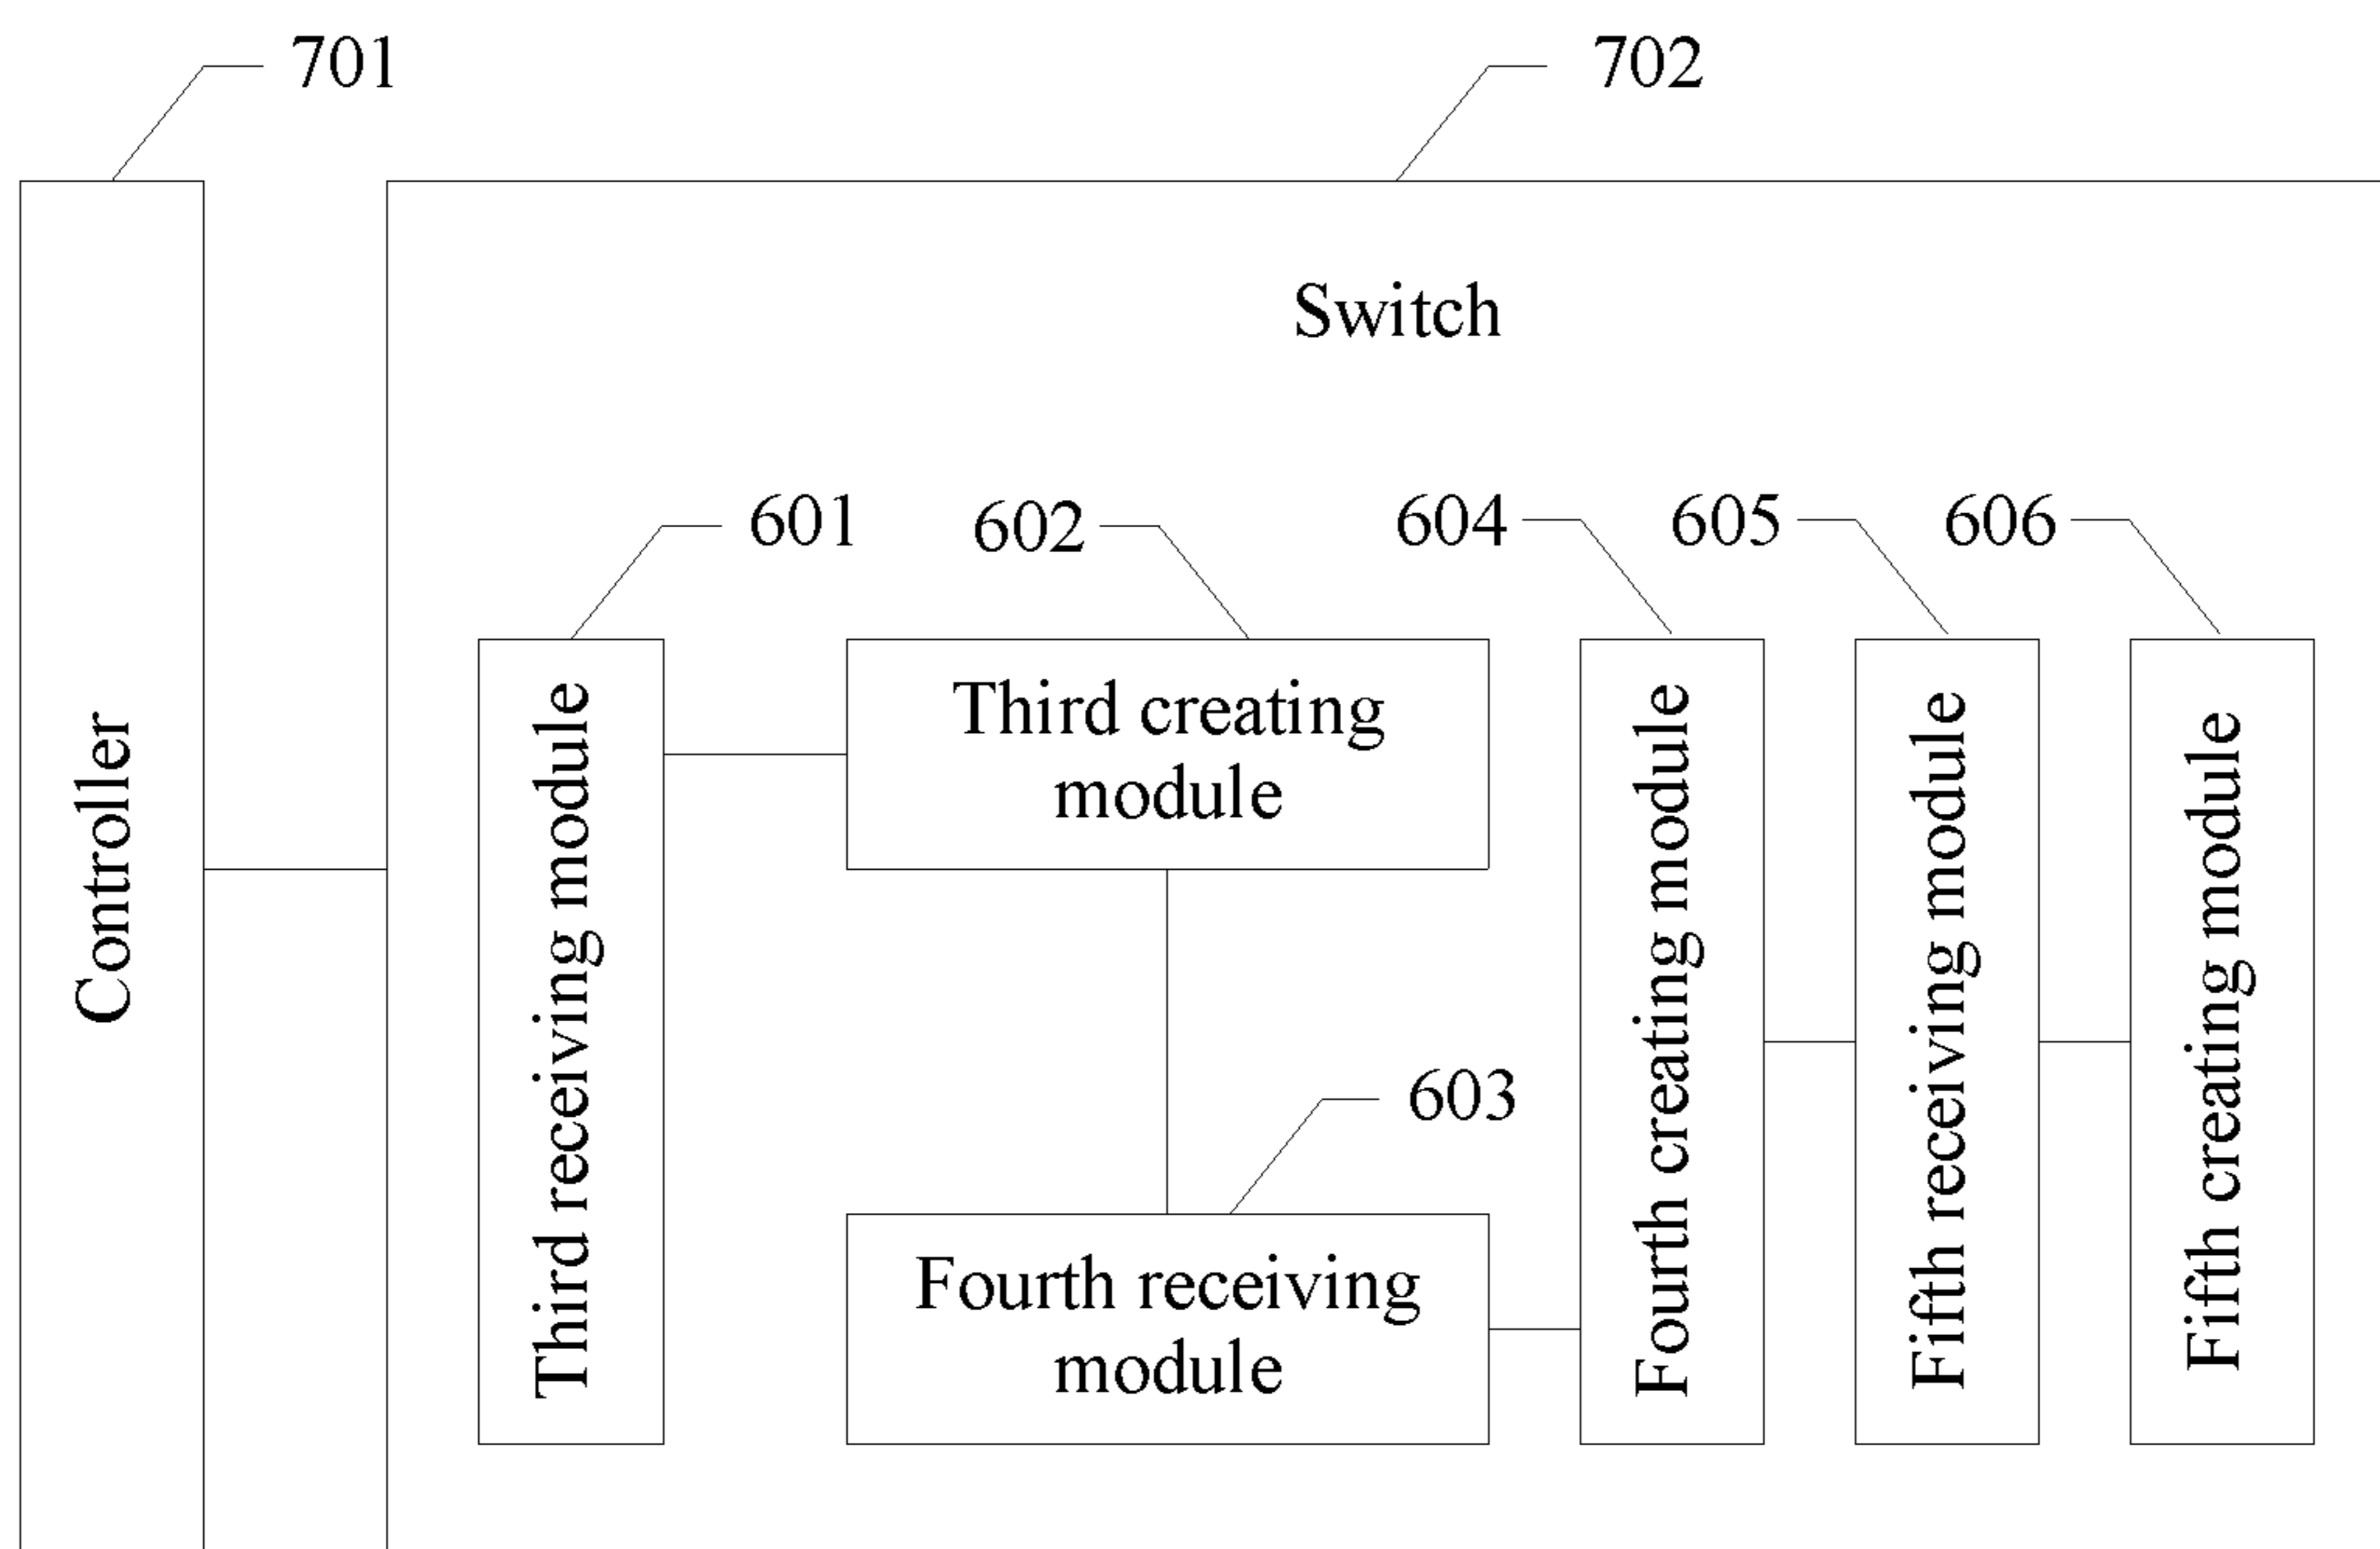 701
702
Controller
Switch
601
602
604
605
606
Third receiving module
Third creating
module
603
Fourth receiving
module
Fourth creating module
Fifth receiving module
Fifth creating module